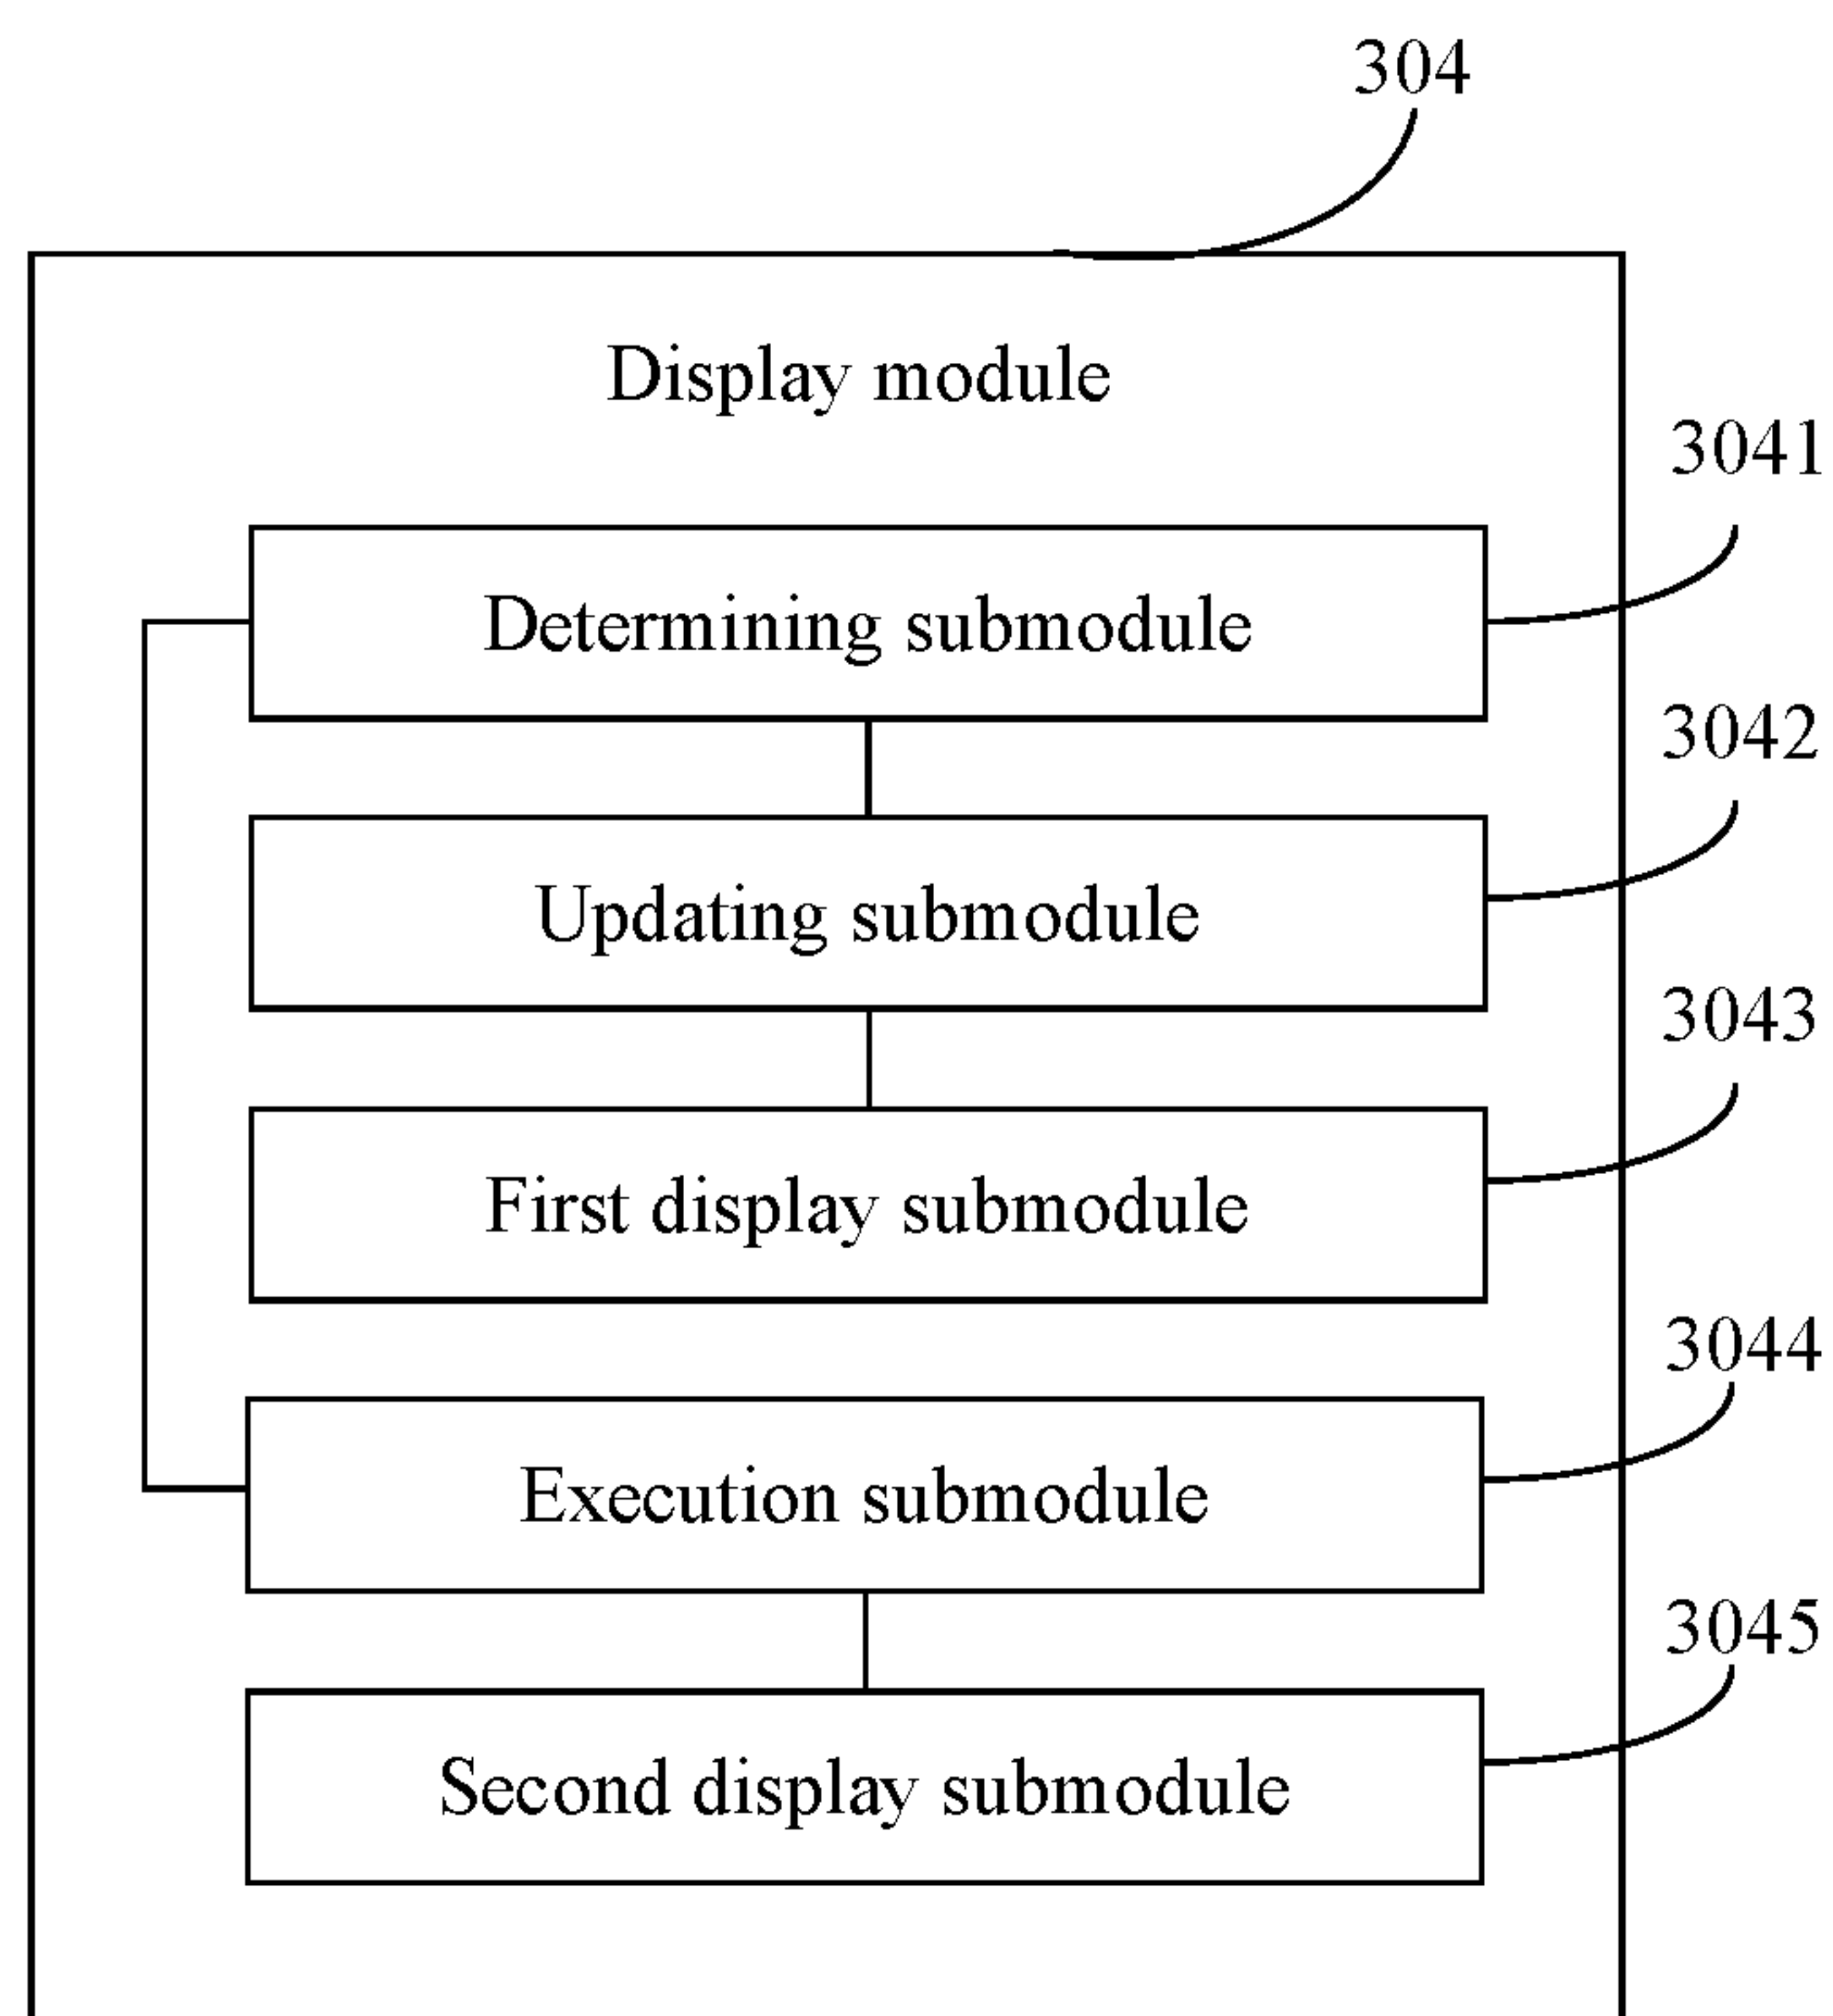 304
Display module
3041
Determining submodule
3042
Updating submodule
3043
First display submodule
3044
Execution submodule
3045
Second display submodule